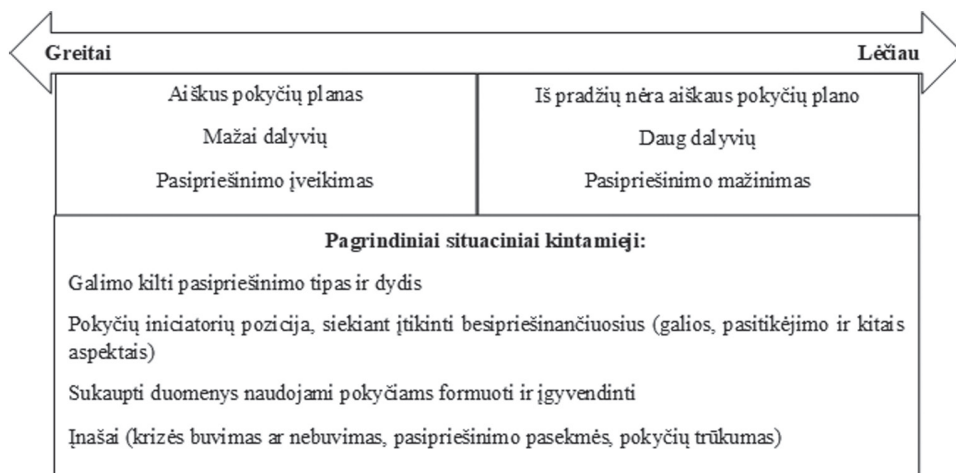 Greitai Lėčiau
Aiškus pokyčių planas
Mažai dalyvių
Pasipriešinimo įveikimas
Iš pradžių nėra aiškaus pokyčių plano
Daug dalyvių
Pasipriešinimo mažinimas
Pagrindiniai situaciniai kintamieji:
Galimo kilti pasipriešinimo tipas ir dydis
Pokyčių iniciatorių pozicija, siekiant įtikinti besipriešinančiuosius (galios, pasitikėjimo ir kitais
aspektais)
Sukaupti duomenys naudojami pokyčiams formuoti ir įgyvendinti
Įnašai (krizės buvimas ar nebuvimas, pasipriešinimo pasekmės, pokyčių trūkumas)